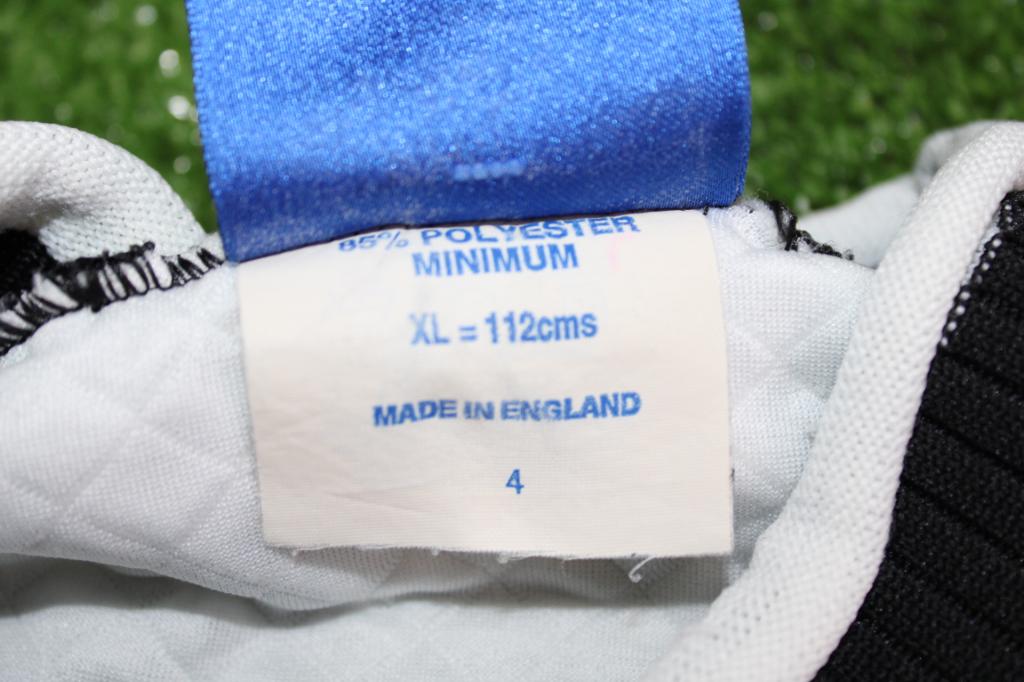 85% POLYESTER
MINIMUM
XL = 112cms
MADE IN ENGLAND
4